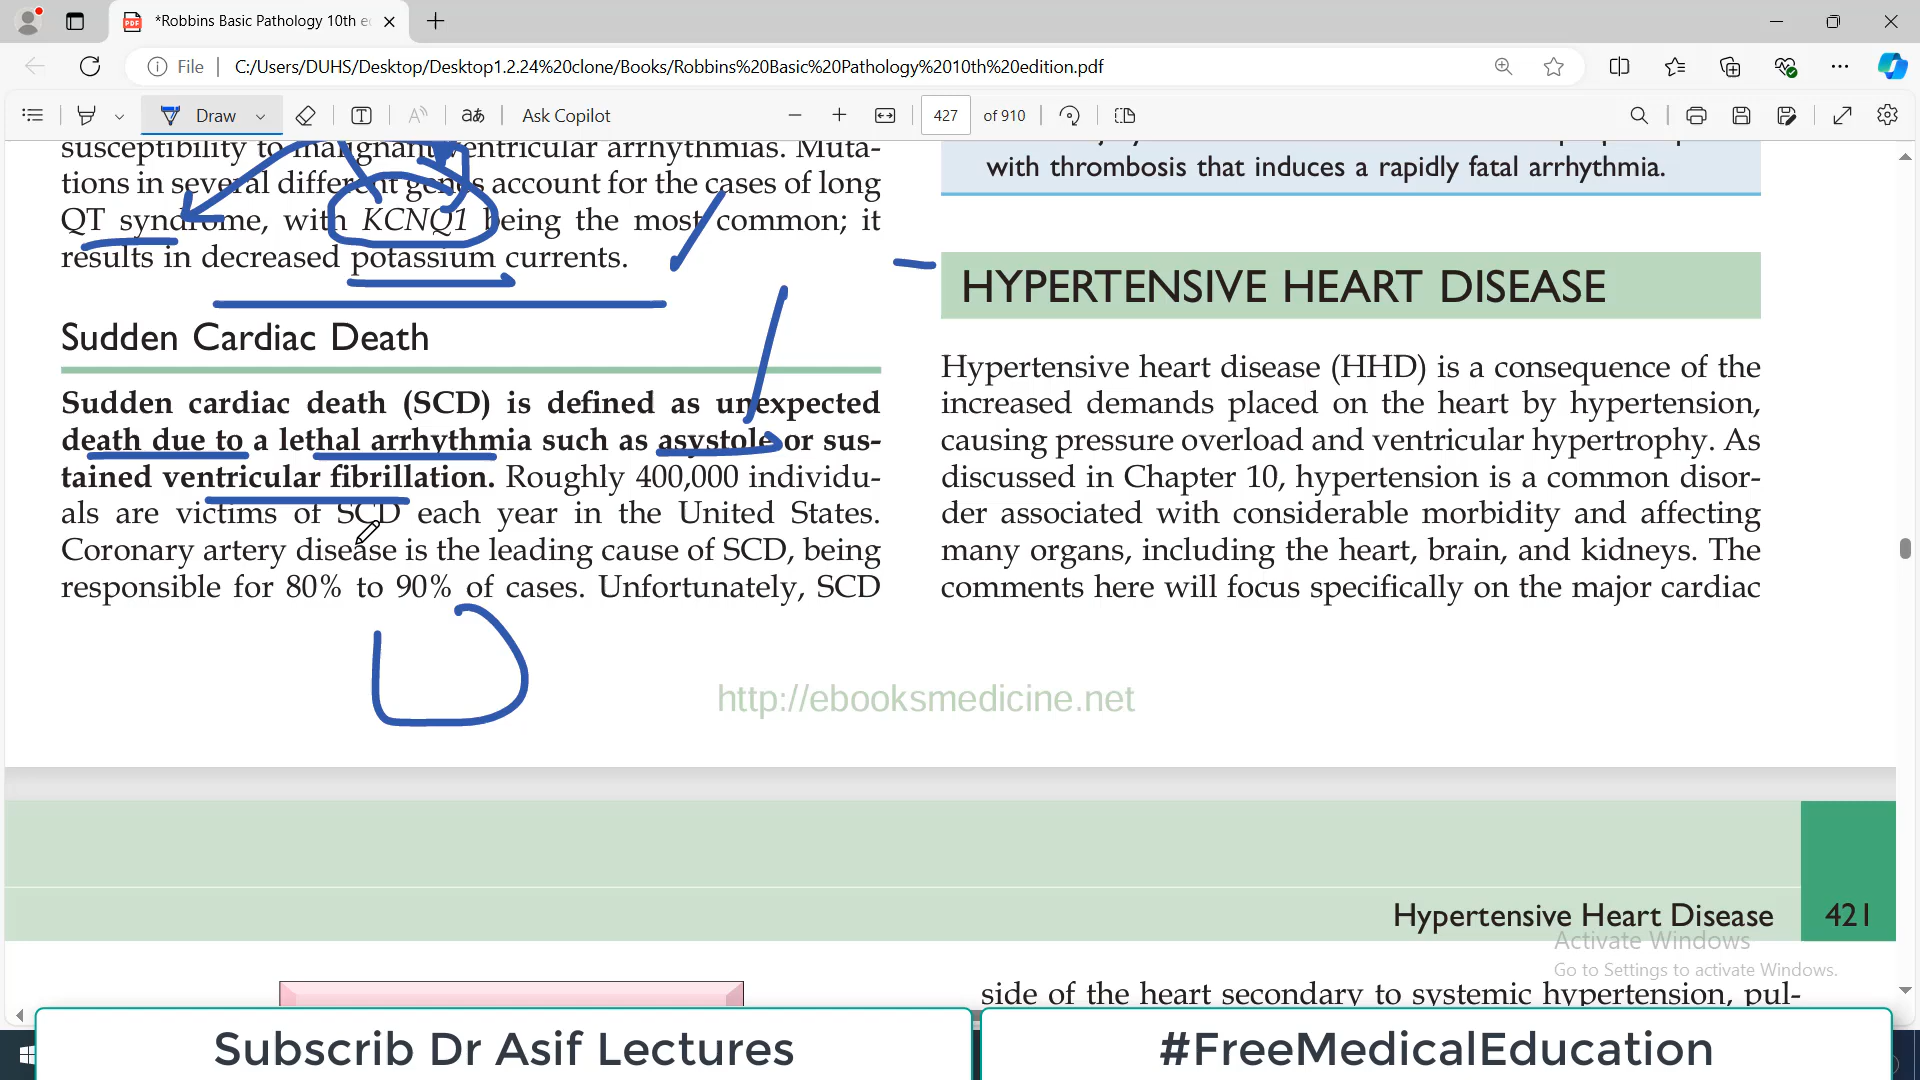 *Robbins Basic Pathology 10th e
File
C:/Users/DUHS/Desktop/Desktop1.2.24%20clone/Books/Robbins%20Basic%20Pathology%2010th%20edition.pdf
Draw
Ask Copilot
427 of 910
susceptibility to malignant ventricular arrhythmias. Muta-
tions in several different genes account for the cases of long
QT syndrome, with KCNQ1 being the most common; it
results in decreased potassium currents.
Sudden Cardiac Death
Sudden cardiac death (SCD) is defined as unexpected
death due to a lethal arrhythmia such as asystole or sus-
tained ventricular fibrillation. Roughly 400,000 individu-
als are victims of SCD each year in the United States.
Coronary artery disease is the leading cause of SCD, being
responsible for 80% to 90% of cases. Unfortunately, SCD
with thrombosis that induces a rapidly fatal arrhythmia.
HYPERTENSIVE HEART DISEASE
Hypertensive heart disease (HHD) is a consequence of the
increased demands placed on the heart by hypertension,
causing pressure overload and ventricular hypertrophy. As
discussed in Chapter 10, hypertension is a common disor-
der associated with considerable morbidity and affecting
many organs, including the heart, brain, and kidneys. The
comments here will focus specifically on the major cardiac
http://ebooksmedicine.net
Hypertensive Heart Disease 421
Activate Windows
Go to Settings to activate Windows.
side of the heart secondary to systemic hypertension, pul-
Subscrib Dr Asif Lectures
#FreeMedicalEducation